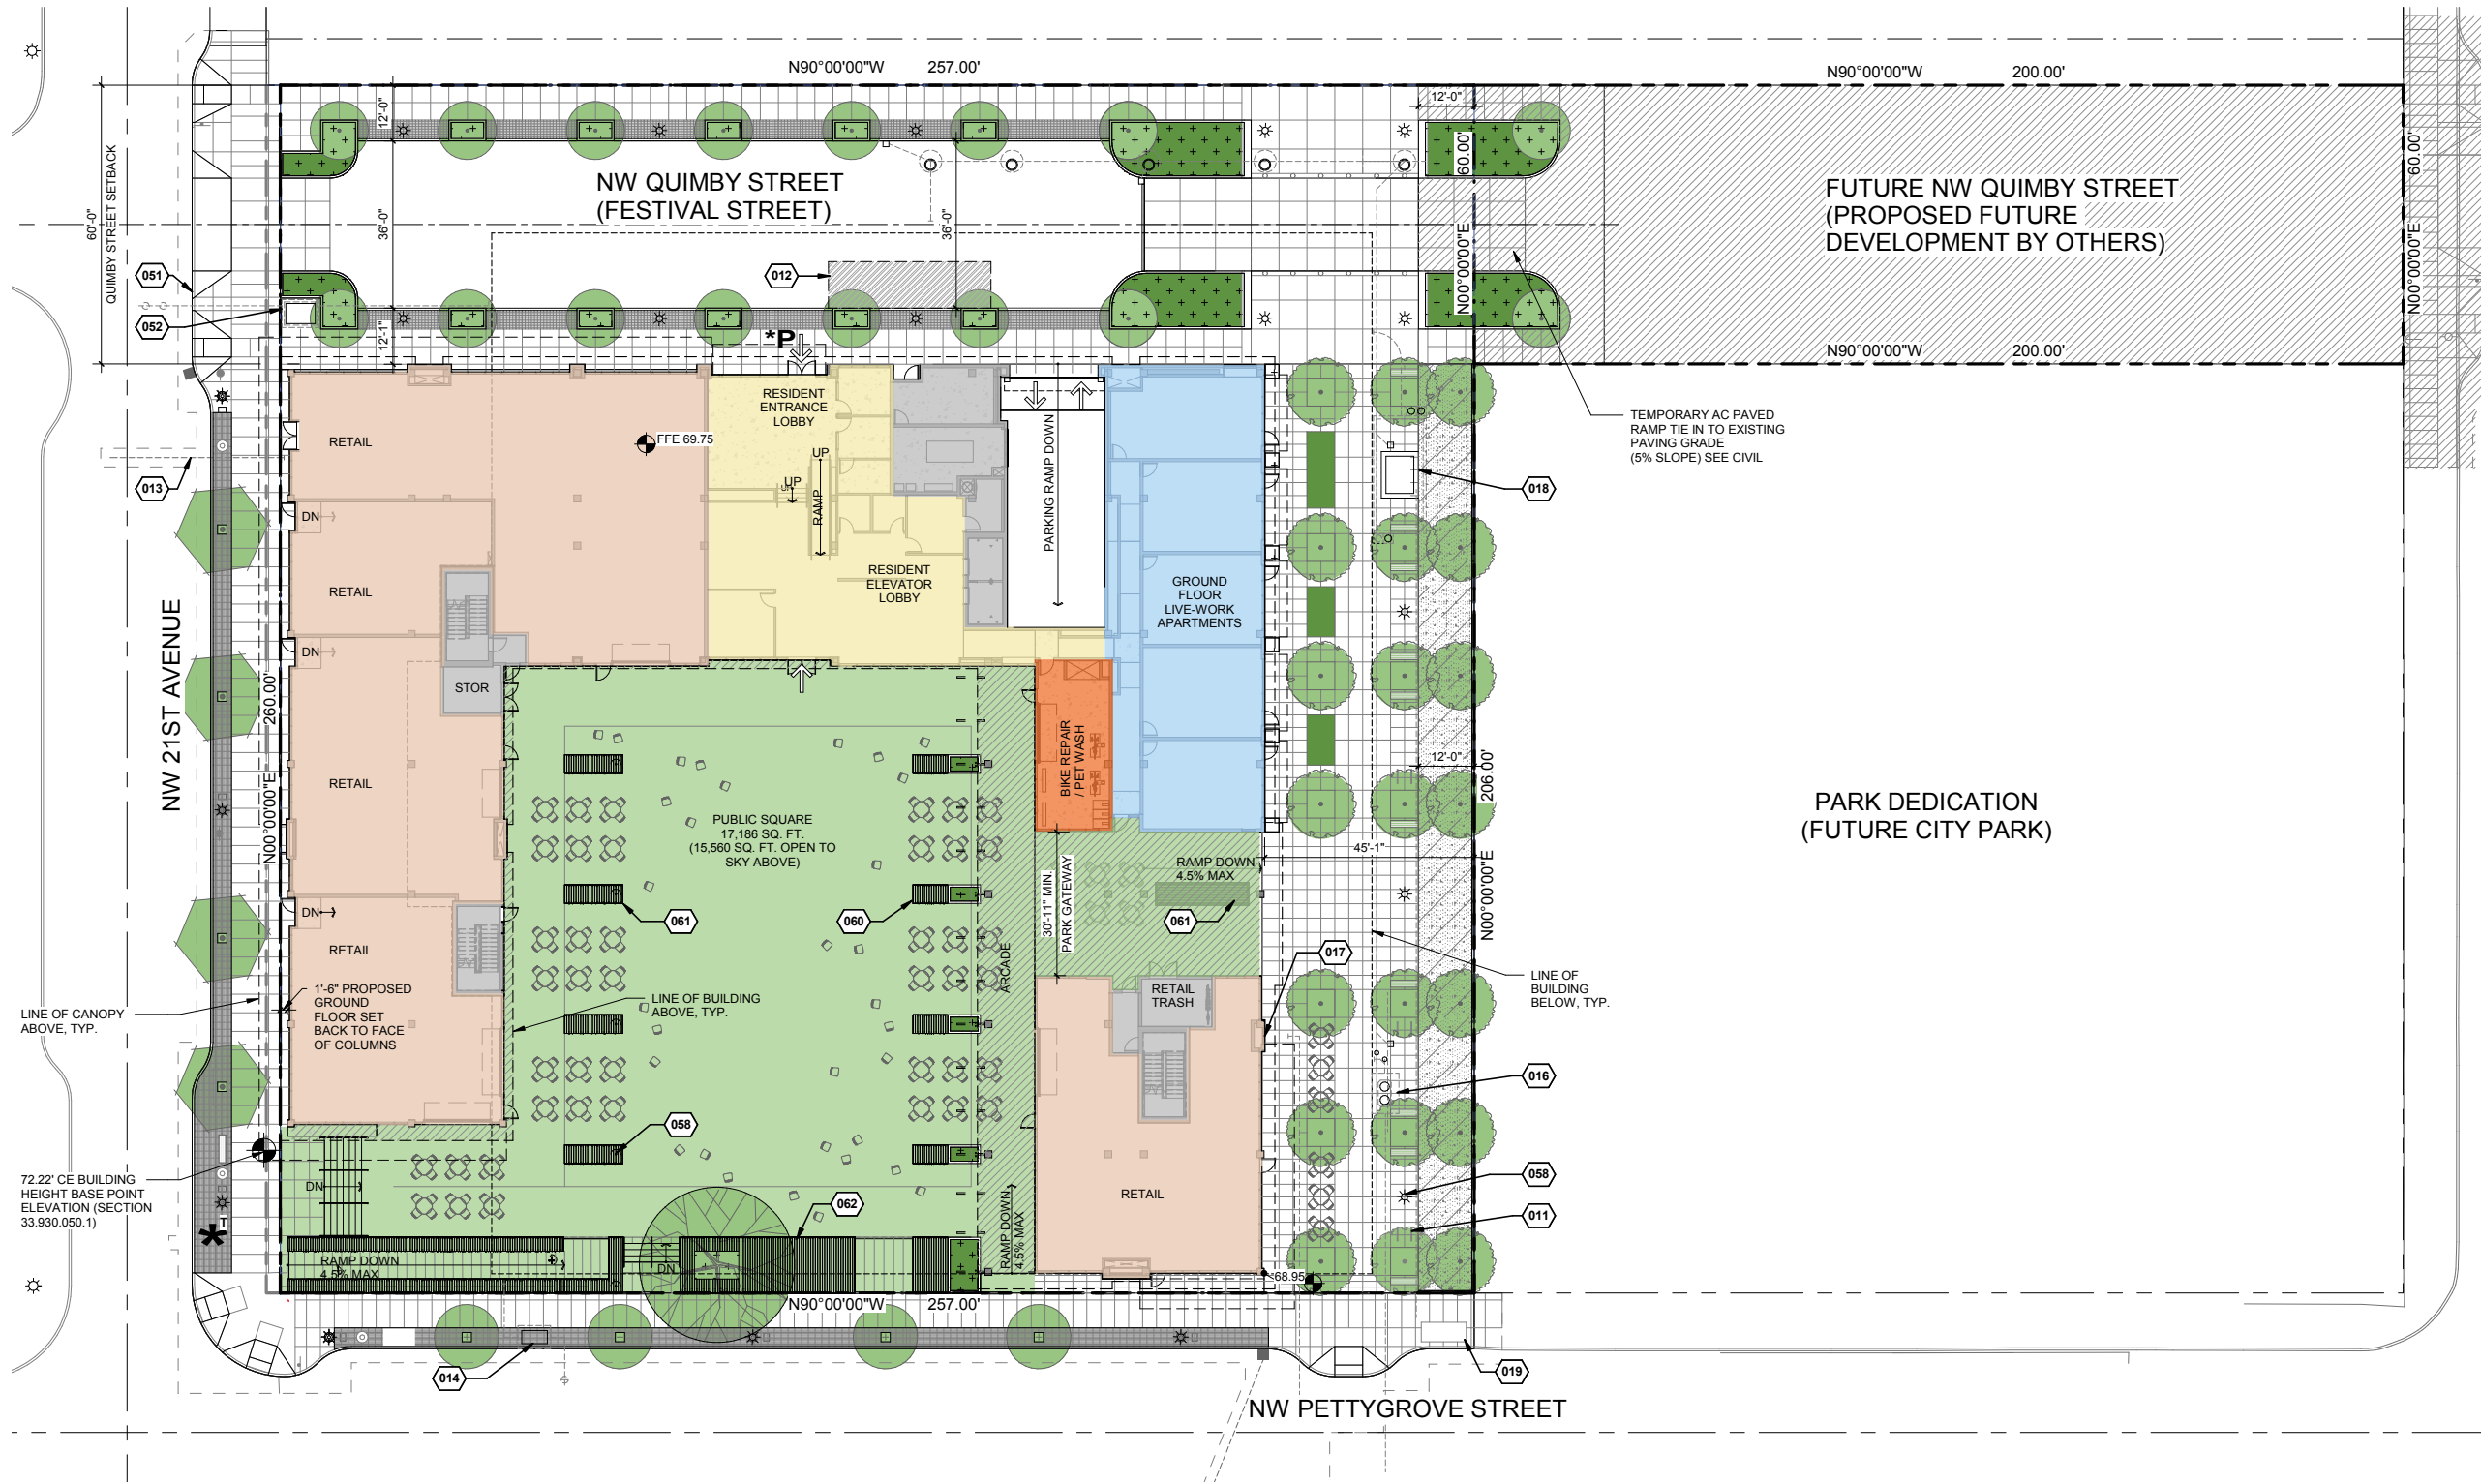 N90°00'00"W 257.00'
N90°00'00"W 200.00'
12'-0"
12'-0"
60'-0"
QUIMBY STREET SETBACK
36'-0"
36'-0"
60.00'
60.00'
N00°00'00"E
N00°00'00"E
NW QUIMBY STREET
(FESTIVAL STREET)
FUTURE NW QUIMBY STREET
(PROPOSED FUTURE
DEVELOPMENT BY OTHERS)
051
012
052
12'-1"
*P
N90°00'00"W 200.00'
RESIDENT
ENTRANCE
LOBBY
RETAIL
FFE 69.75
TEMPORARY AC PAVED
RAMP TIE IN TO EXISTING
PAVING GRADE
(5% SLOPE) SEE CIVIL
013
018
UP
UP
RAMP
PARKING RAMP DOWN
DN
RETAIL
RESIDENT
ELEVATOR
LOBBY
GROUND
FLOOR
LIVE-WORK
APARTMENTS
NW 21ST AVENUE
260.00'
N00°00'00"E
DN
STOR
RETAIL
BIKE REPAIR
/ PET WASH
12'-0"
206.00'
N00°00'00"E
PUBLIC SQUARE
17,186 SQ. FT.
(15,560 SQ. FT. OPEN TO
SKY ABOVE)
PARK DEDICATION
(FUTURE CITY PARK)
45'-1"
RAMP DOWN
4.5% MAX
30'-11" MIN.
PARK GATEWAY
061
060
061
DN
RETAIL
ARCADE
017
1'-6" PROPOSED
GROUND
FLOOR SET
BACK TO FACE
OF COLUMNS
LINE OF CANOPY
ABOVE, TYP.
LINE OF BUILDING
ABOVE, TYP.
RETAIL
TRASH
LINE OF
BUILDING
BELOW, TYP.
016
058
058
72.22' CE BUILDING
HEIGHT BASE POINT
ELEVATION (SECTION
33.930.050.1)
DN
T
*
062
RETAIL
011
RAMP DOWN
4.5% MAX
RAMP DOWN
4.5% MAX
DN
68.95
N90°00'00"W 257.00'
014
019
NW PETTYGROVE STREET